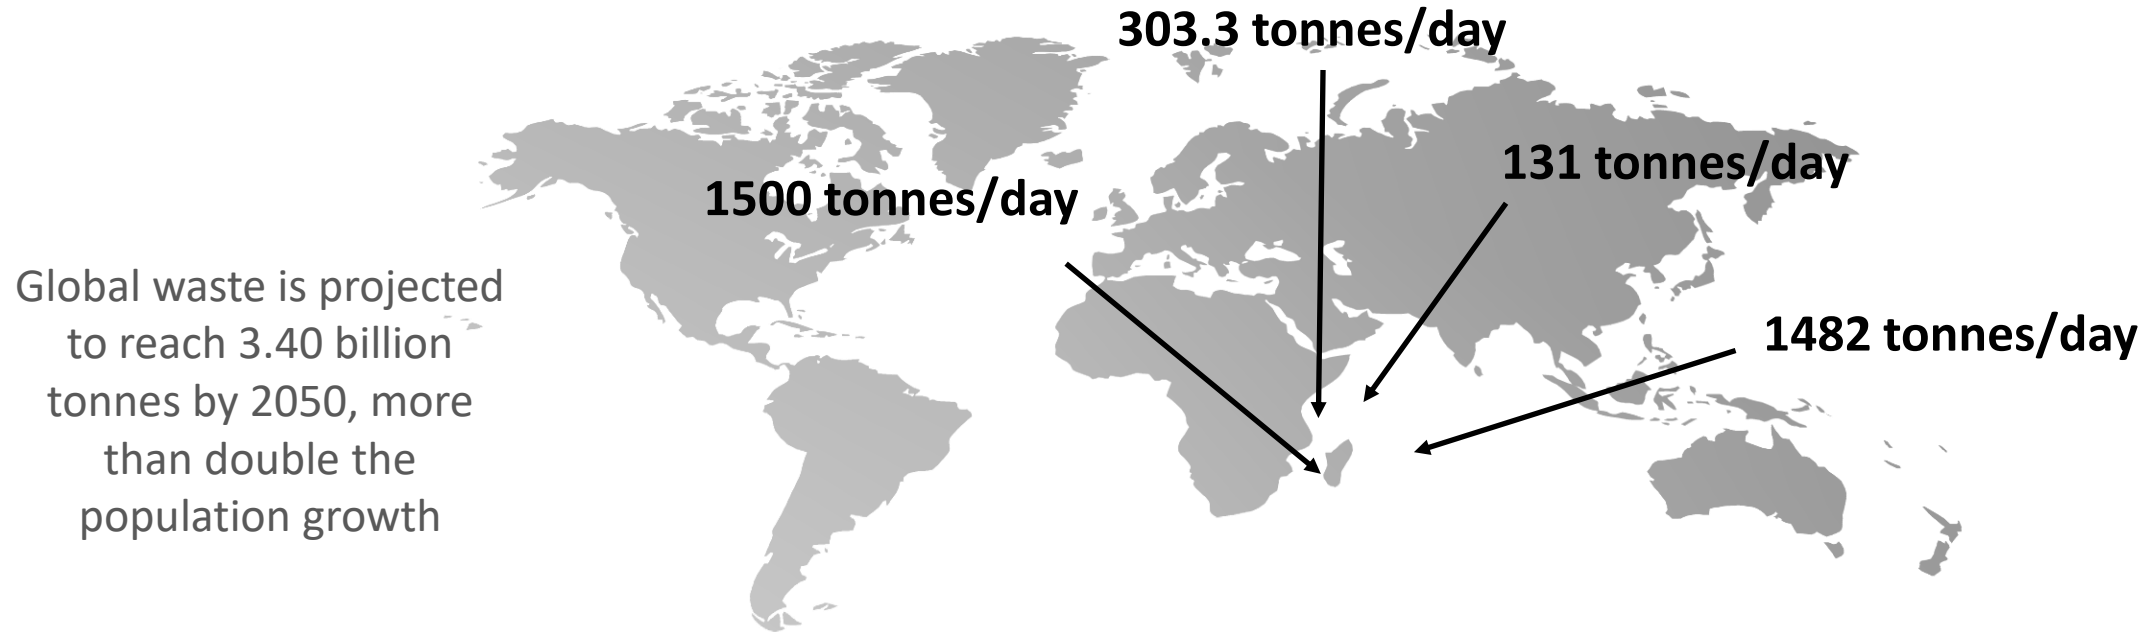 303.3 tonnes/day
131 tonnes/day
1500 tonnes/day
Global waste is projected
to reach 3.40 billion
tonnes by 2050, more
than double the
population growth
1482 tonnes/day